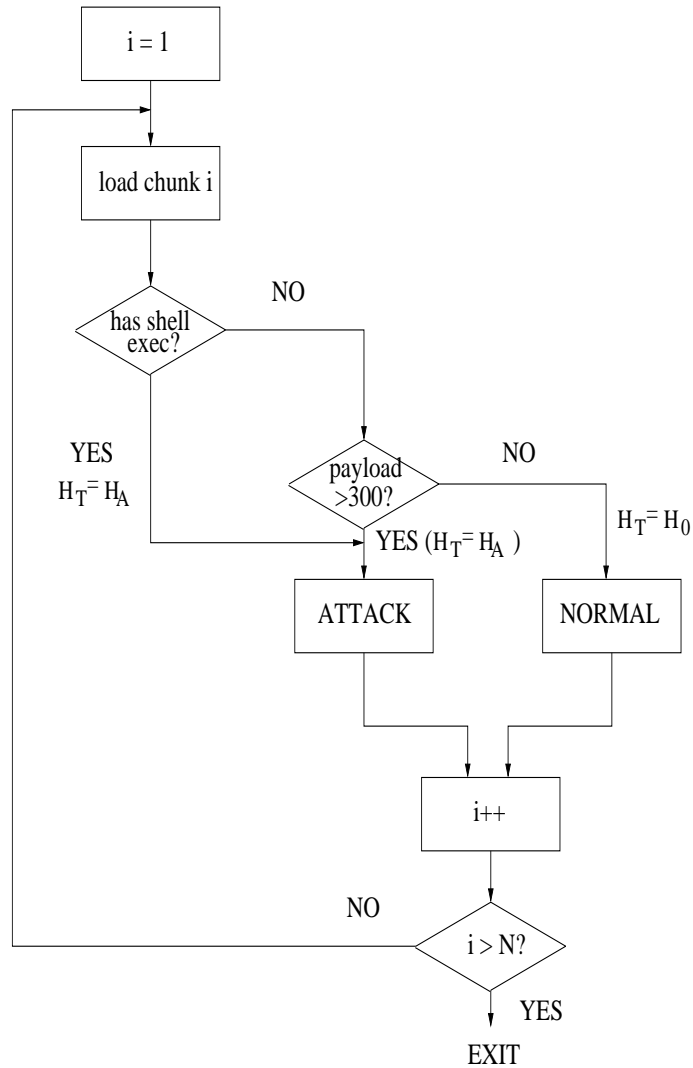 i = 1
load chunk i
has shell
exec?
NO
YES
H_T = H_A
payload
>300?
NO
YES (H_T = H_A )
H_T = H_0
ATTACK
NORMAL
i++
NO
i > N?
YES
EXIT